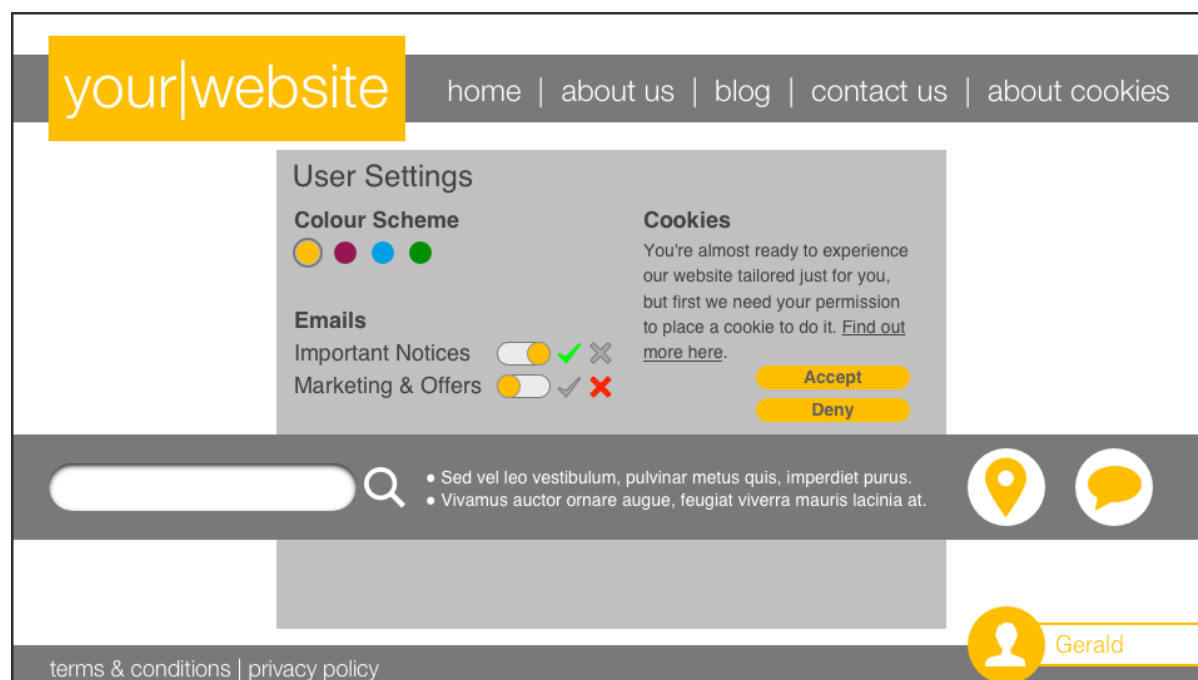 your|website
home | about us | blog | contact us | about cookies
User Settings
Colour Scheme
Emails
Important Notices
Marketing & Offers
Cookies
You're almost ready to experience
our website tailored just for you,
but first we need your permission
to place a cookie to do it. Find out
more here.
Accept
Deny
• Sed vel leo vestibulum, pulvinar metus quis, imperdiet purus.
• Vivamus auctor ornare augue, feugiat viverra mauris lacinia at.
Gerald
terms & conditions | privacy policy